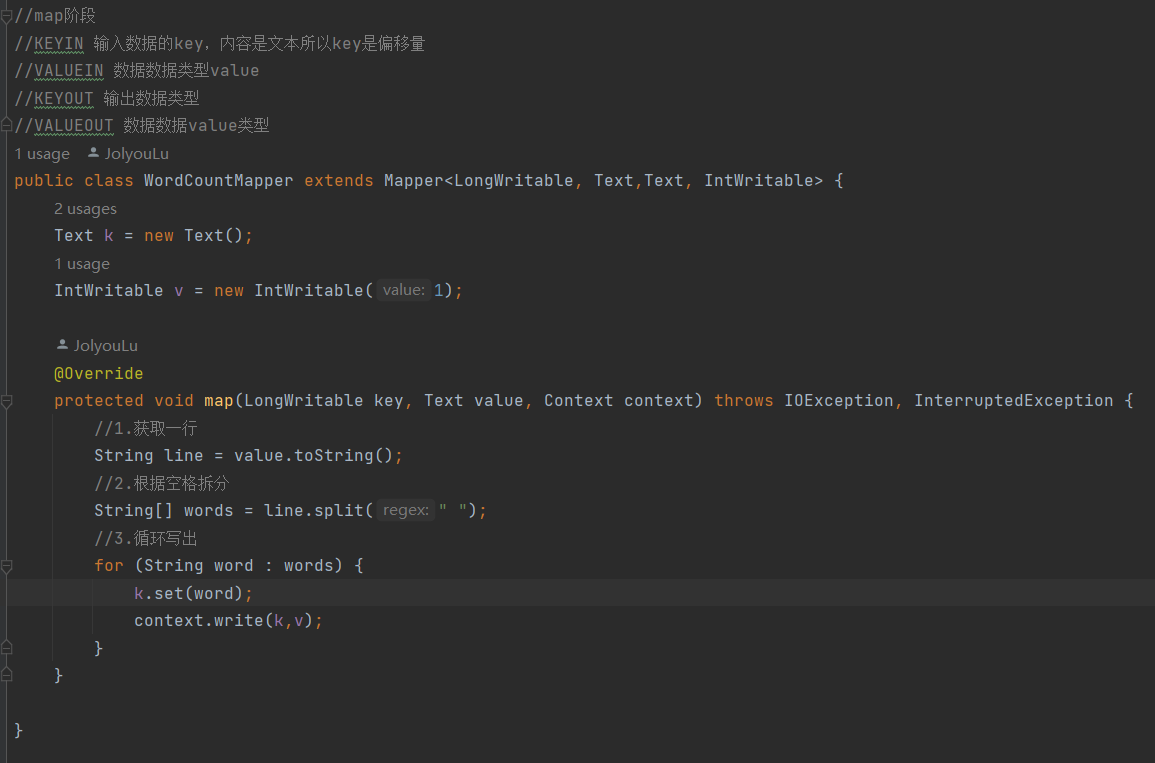 //map阶段
//KEYIN 输入数据的key，内容是文本所以key是偏移量
//VALUEIN 数据数据类型value
//KEYOUT 输出数据类型
//VALUEOUT 数据数据value类型
1 usage JolyouLu
public class WordCountMapper extends Mapper<LongWritable, Text,Text, IntWritable> {
2 usages
Text k = new Text();
1 usage
IntWritable v = new IntWritable( value: 1);
JolyouLu
@Override
protected void map(LongWritable key, Text value, Context context) throws IOException, InterruptedException {
//1.获取一行
String line = value.toString();
//2.根据空格拆分
String[] words = line.split( regex: " ");
//3.循环写出
for (String word : words) {
k.set(word);
context.write(k,v);
}
}
}